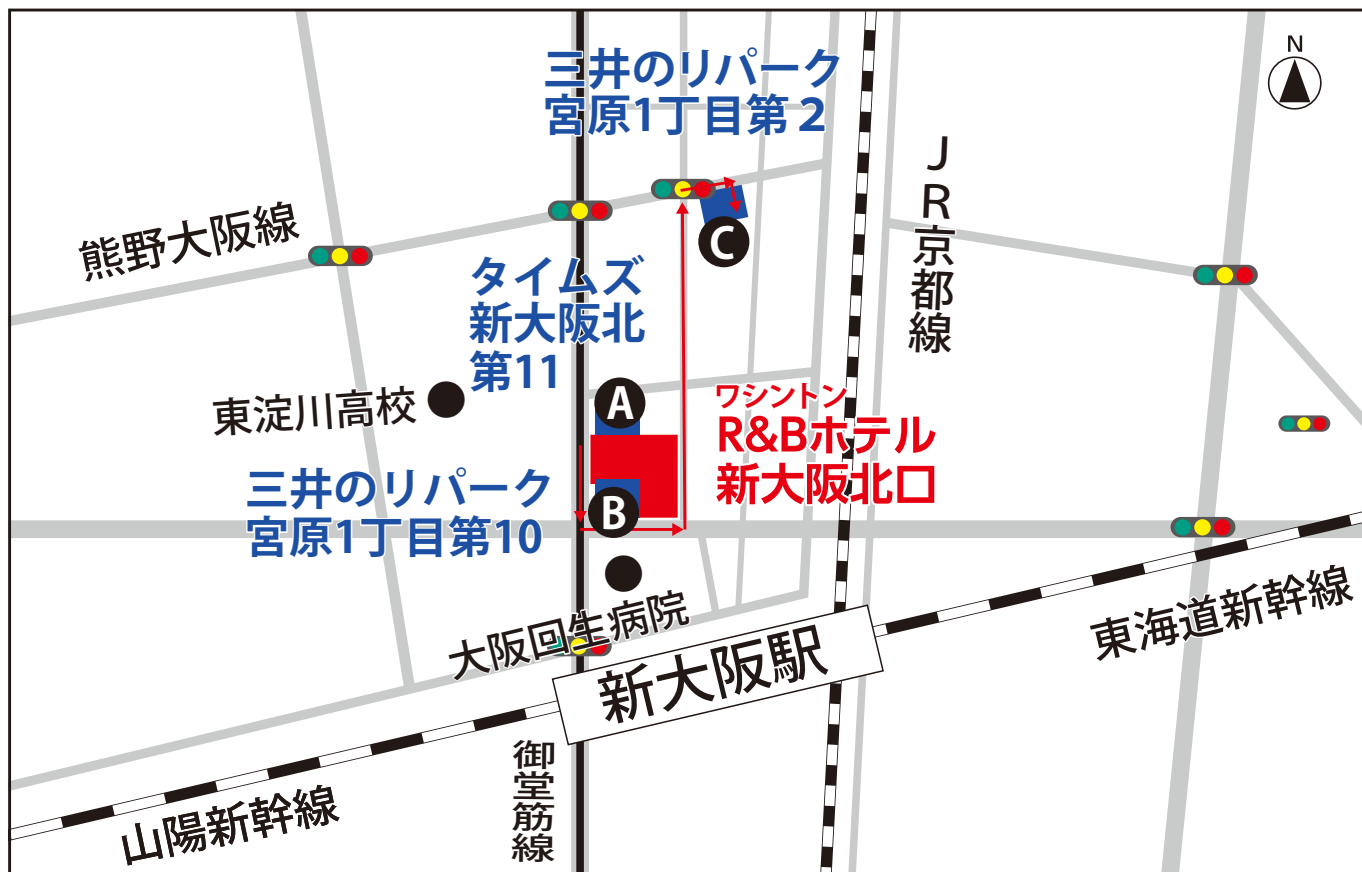 N
三井のリパーク
宮原1丁目第2
JR京都線
熊野大阪線
C
タイムズ
新大阪北
第11
A
東淀川高校
ワシントン
R&Bホテル
新大阪北口
三井のリパーク
宮原1丁目第10
B
大阪回生病院
新大阪駅
東海道新幹線
御堂筋線
山陽新幹線